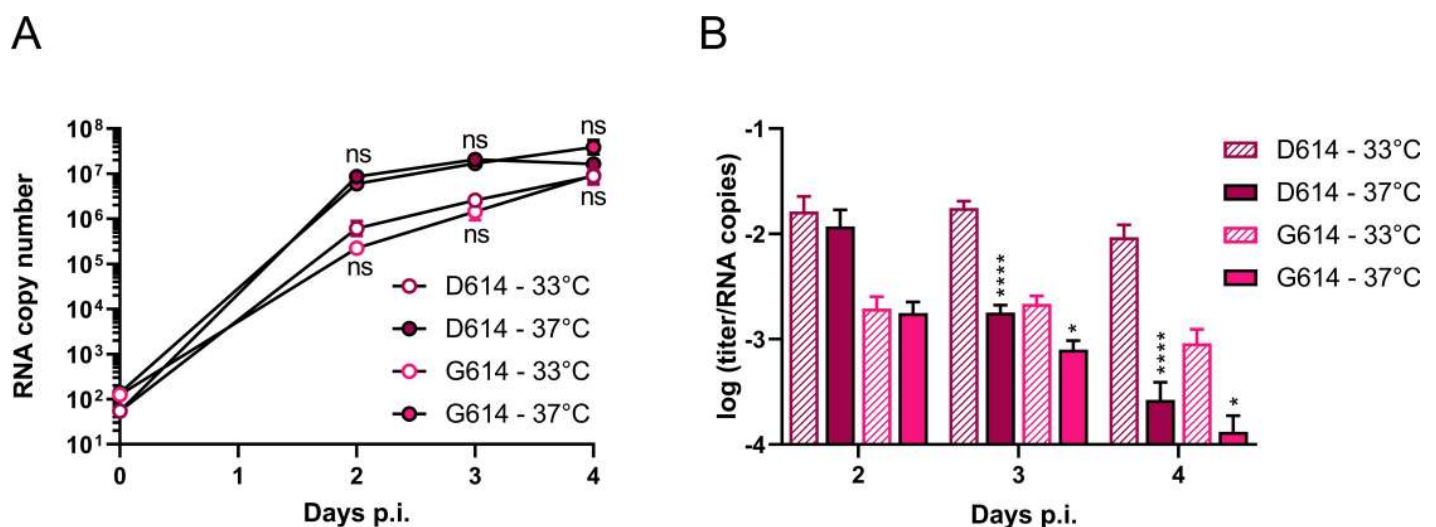 A
RNA copy number
10⁸
10⁷
10⁶
10⁵
10⁴
10³
10²
10¹
ns
ns
ns
ns
ns
ns
D614 - 33°C
D614 - 37°C
G614 - 33°C
G614 - 37°C
0
1
2
3
4
Days p.i.
B
log (titer/RNA copies)
-1
-2
-3
-4
****
*
****
*
D614 - 33°C
D614 - 37°C
G614 - 33°C
G614 - 37°C
2
3
4
Days p.i.